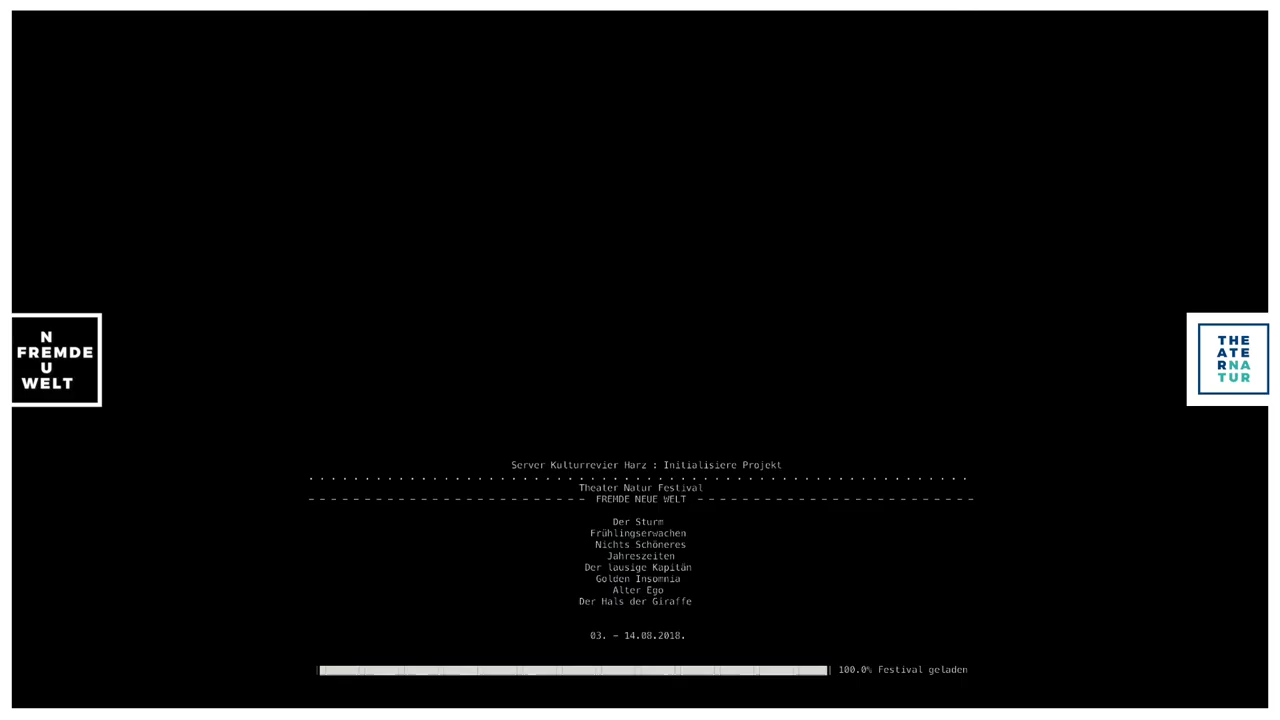 N
FREMDE
U
WELT
THE
ATE
RNA
TUR
Server Kulturrevier Harz : Initialisiere Projekt
. . . . . . . . . . . . . . . . . . . . . . . . . . . . . . . . . . . . . . . . . . . . . . . . . . . . . . . . . . .
Theater Natur Festival
– – – – – – – – – – – – – – – – – – – – – – – – – FREMDE NEUE WELT – – – – – – – – – – – – – – – – – – – – – – – – –
Der Sturm
Frühlingserwachen
Nichts Schöneres
Jahreszeiten
Der lausige Kapitän
Golden Insomnia
Alter Ego
Der Hals der Giraffe
03. – 14.08.2018.
100.0% Festival geladen